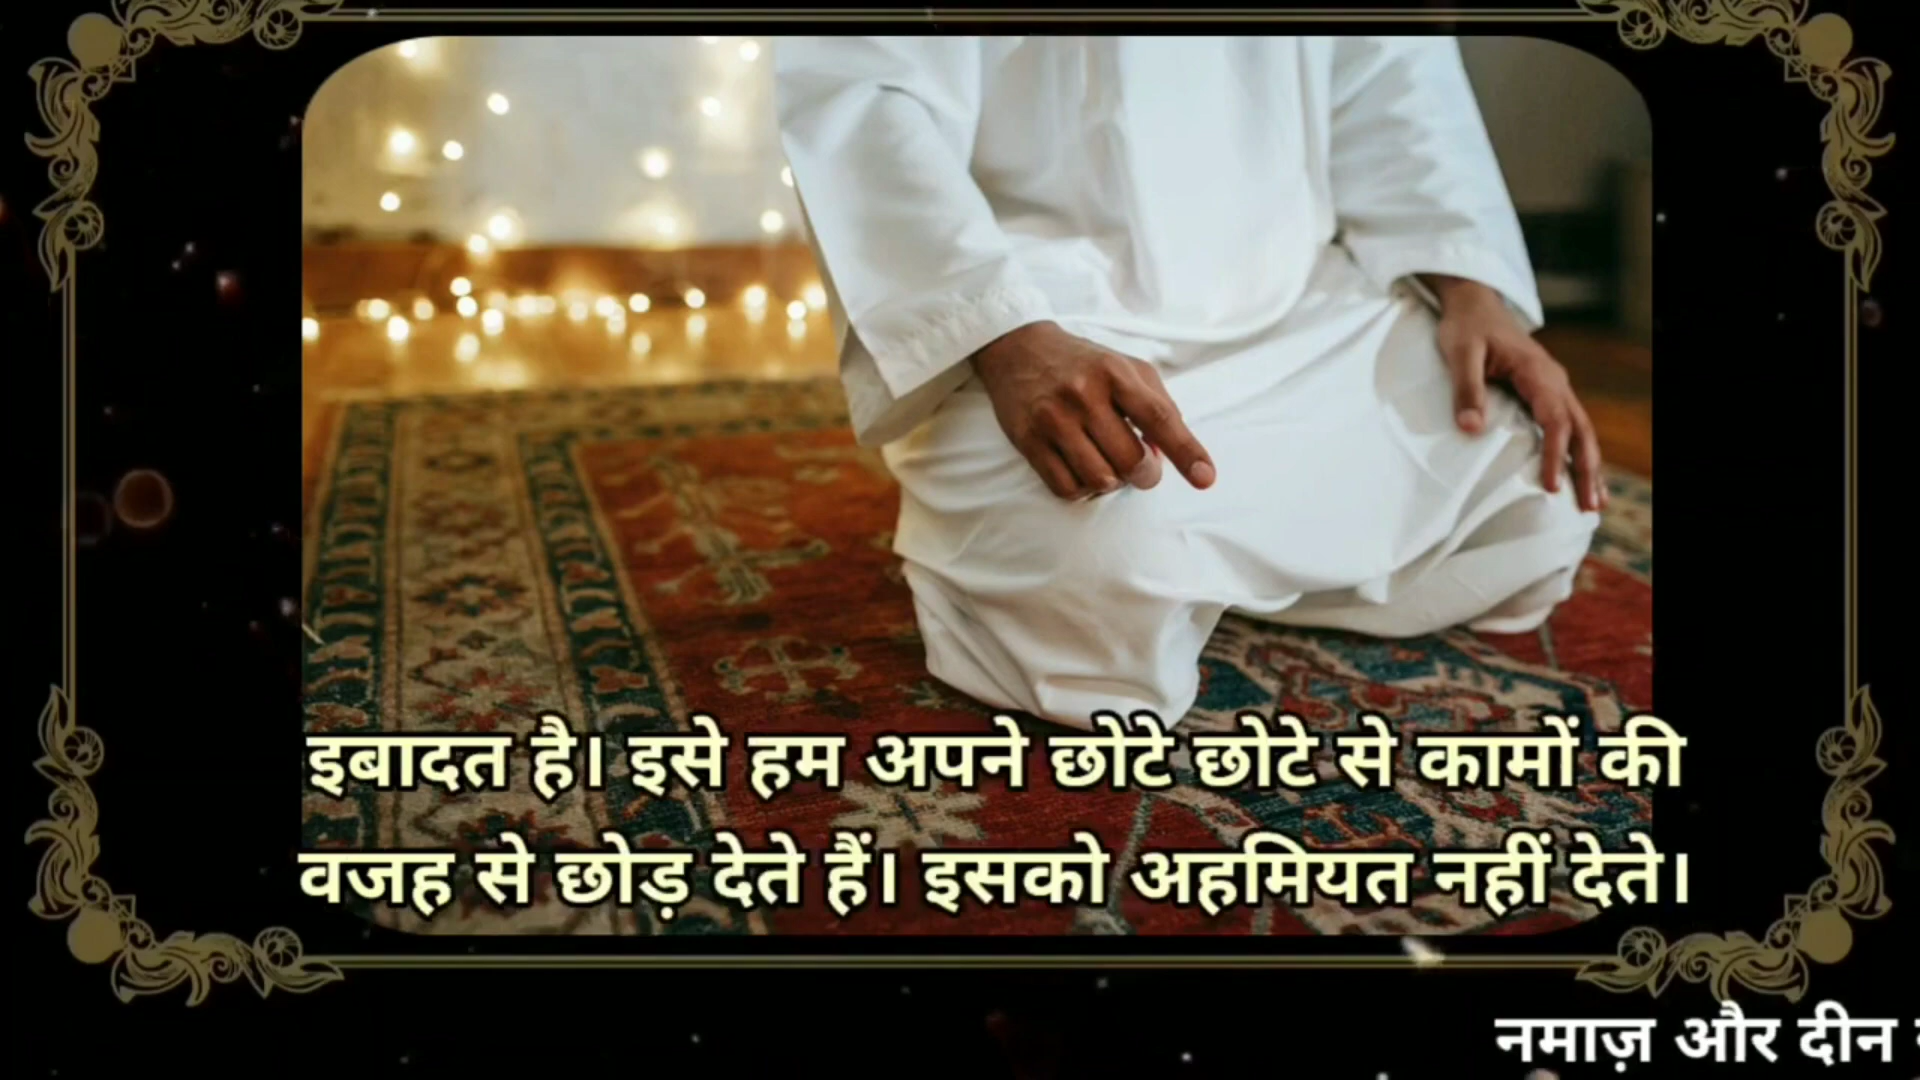 इबादत है। इसे हम अपने छोटे छोटे से कामों की
वजह से छोड़ देते हैं। इसको अहमियत नहीं देते।
नमाज़ और दीन